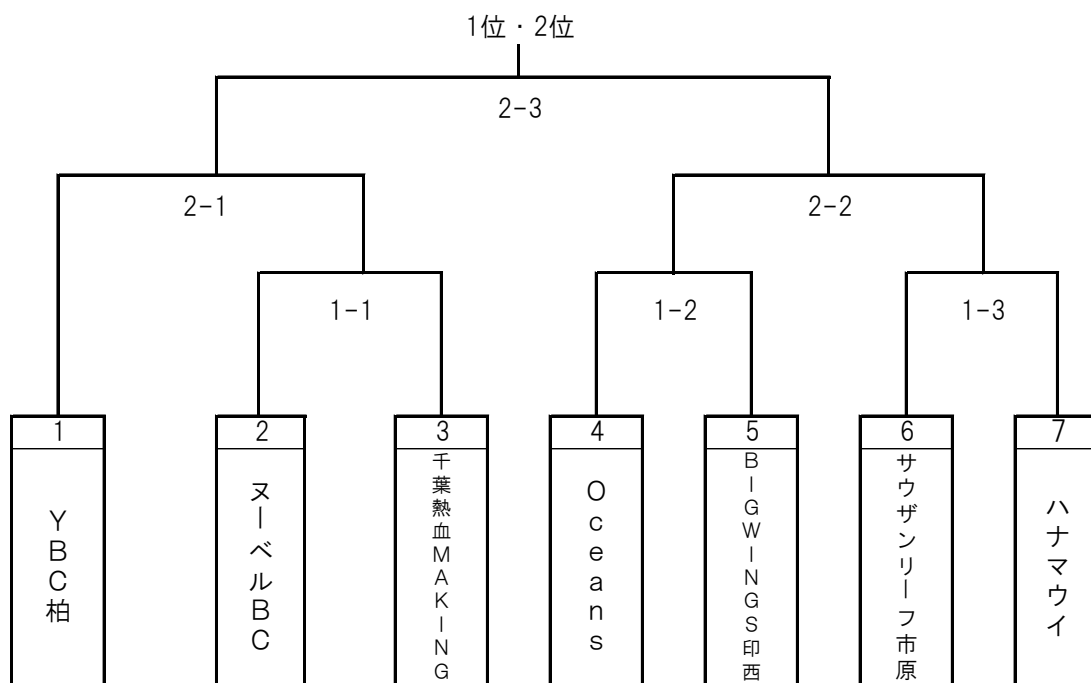 1位・2位
2-3
2-1
2-2
1-1
1-2
1-3
1
2
3
4
5
6
7
YBC柏
ヌーベルBC
千葉熱血MAKING
Oceans
BIGWINGS印西
サウザンリーフ市原
ハナマウイ